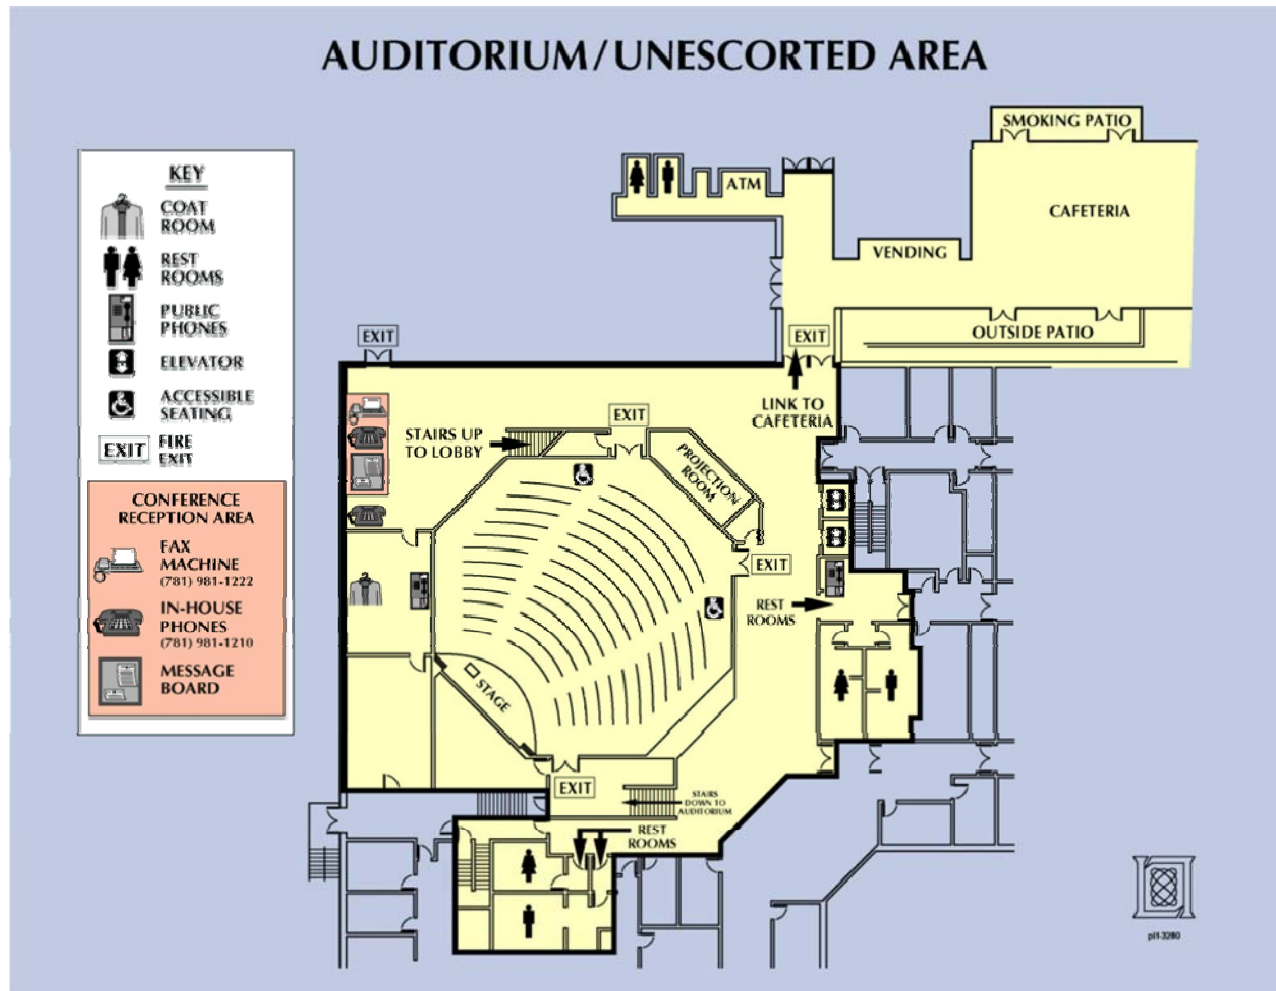 AUDITORIUM/UNESCORTED AREA
KEY
COAT
ROOM
REST
ROOMS
PUBLIC
PHONES
ELEVATOR
ACCESSIBLE
SEATING
EXIT
FIRE
EXIT
CONFERENCE
RECEPTION AREA
FAX
MACHINE
(781) 981-1222
IN-HOUSE
PHONES
(781) 981-1210
MESSAGE
BOARD
SMOKING PATIO
A.T.M
CAFETERIA
VENDING
OUTSIDE PATIO
EXIT
EXIT
LINK TO
CAFETERIA
STAIRS UP
TO LOBBY
EXIT
PROJECTION
ROOM
EXIT
REST
ROOMS
STAGE
EXIT
STAIRS
DOWN TO
AUDITORIUM
REST
ROOMS
p11-3280